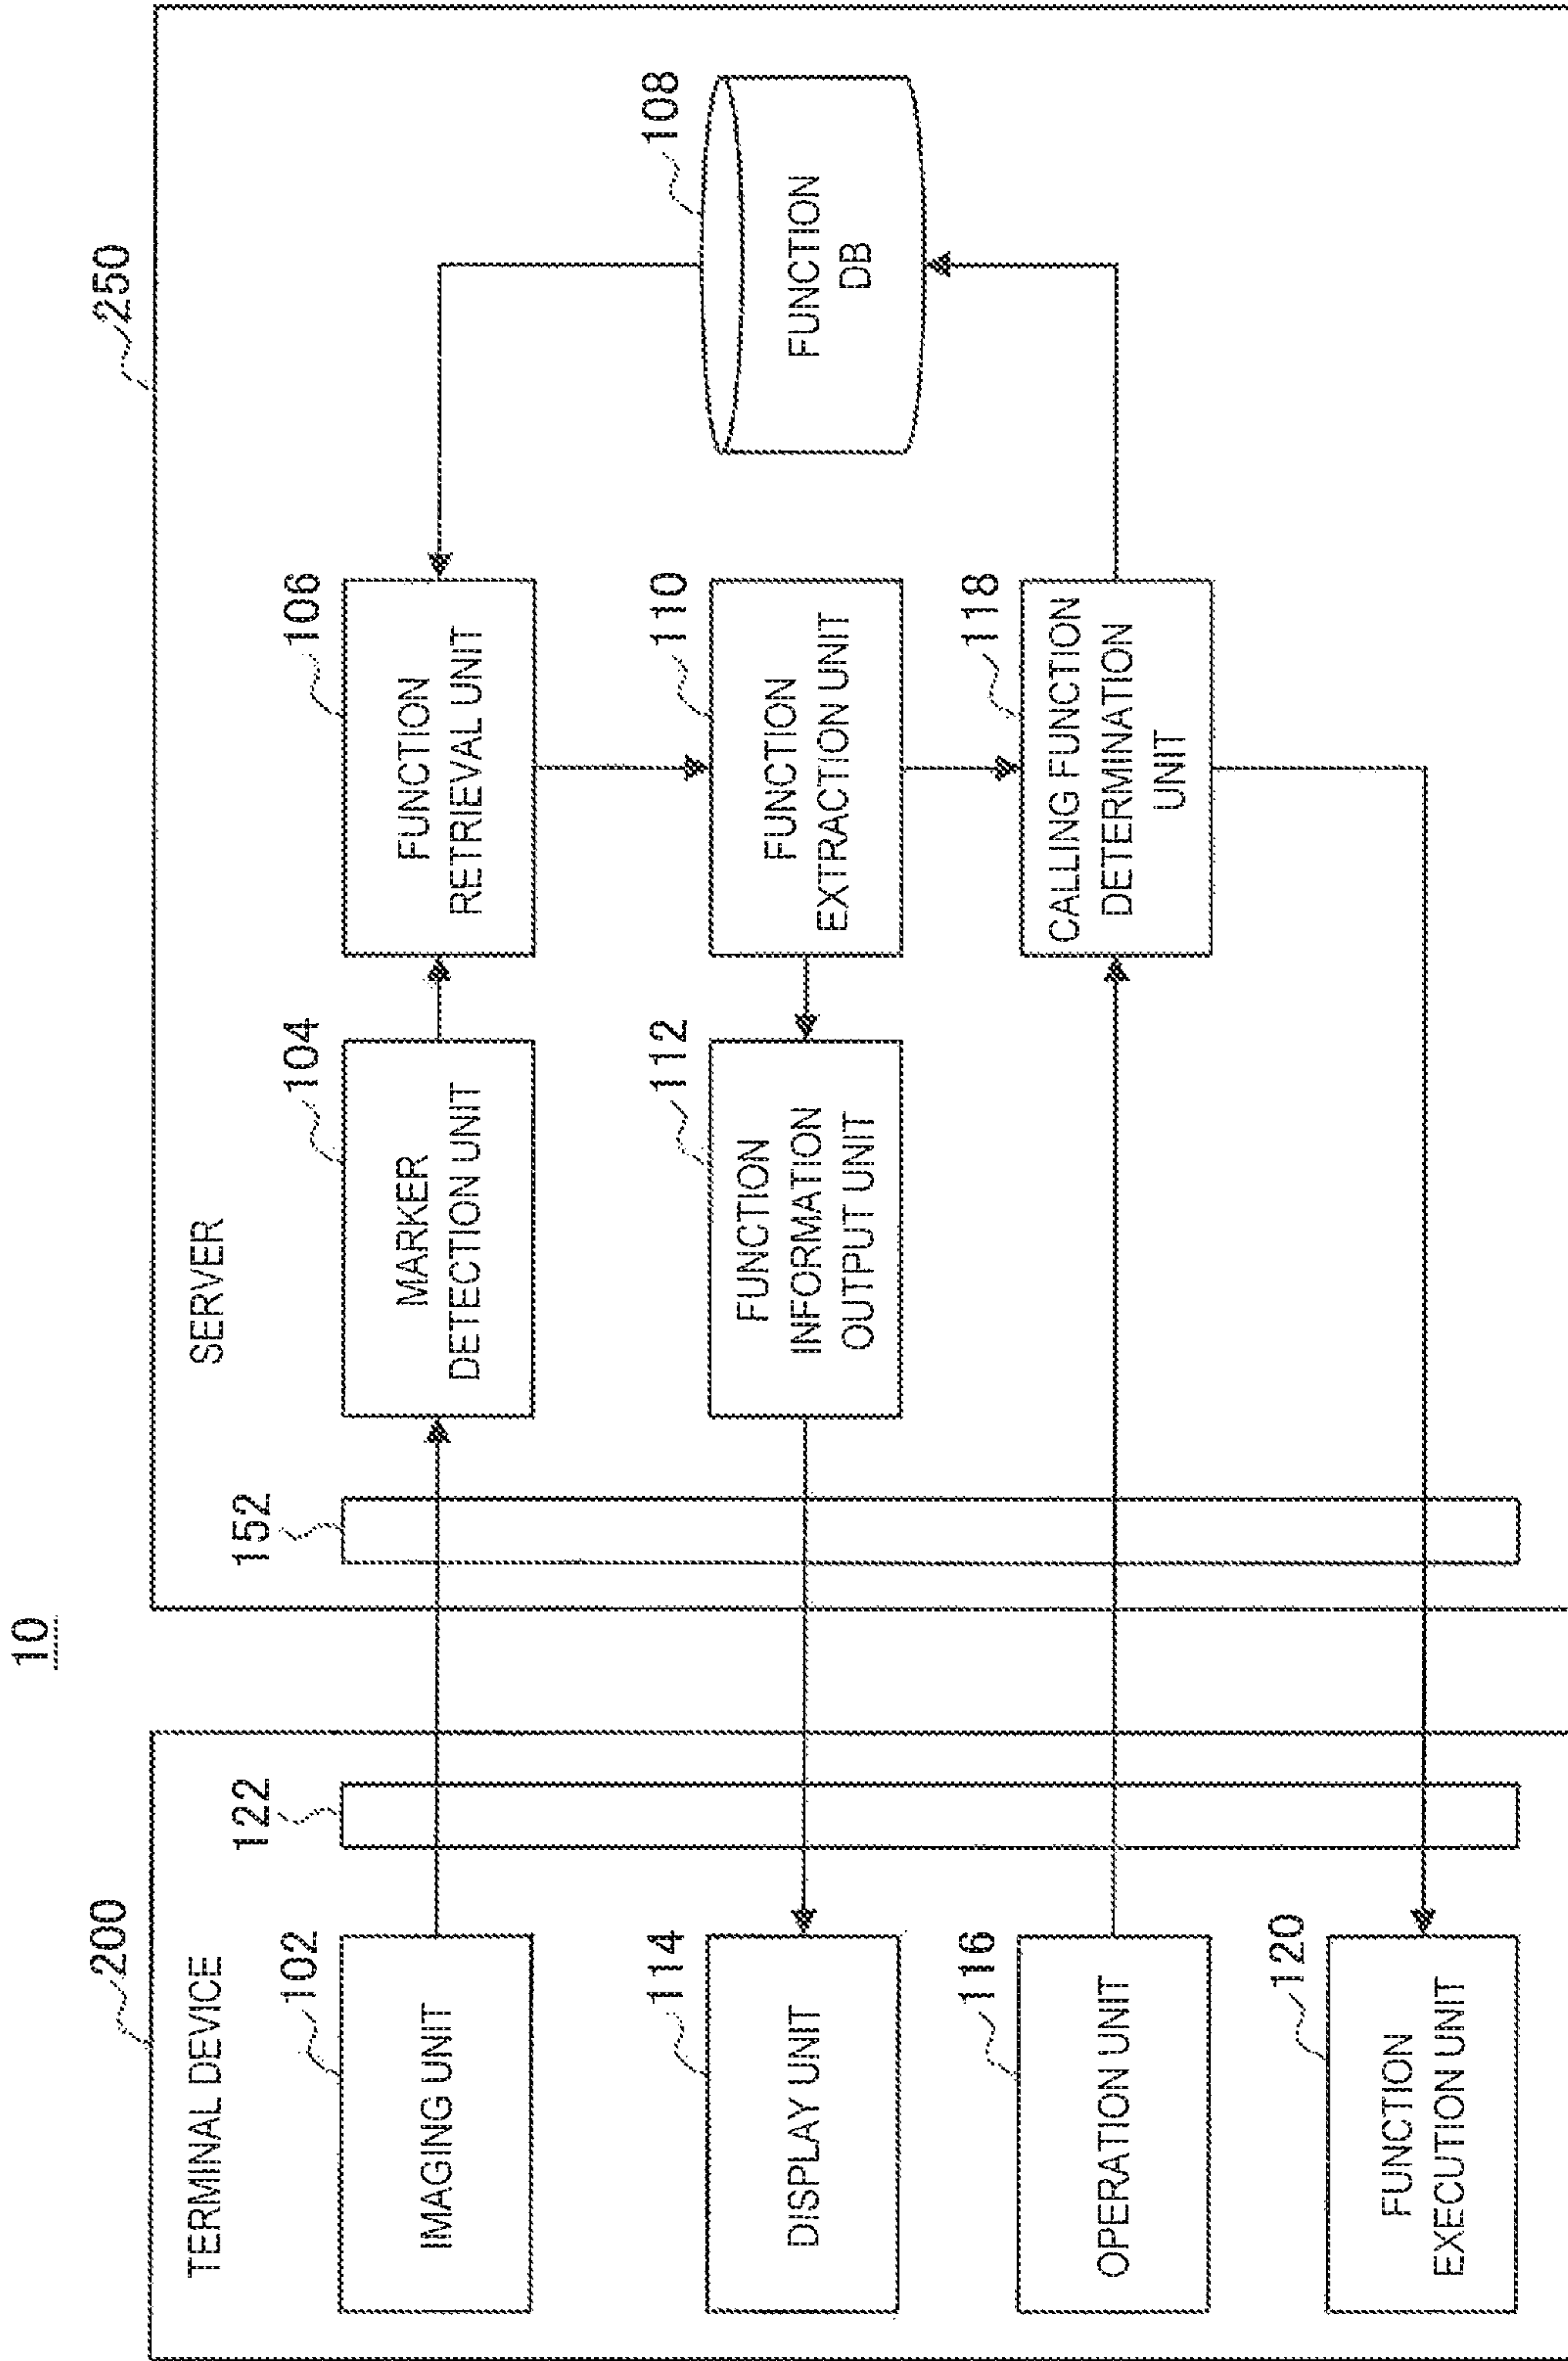 10
200
TERMINAL DEVICE
102
IMAGING UNIT
114
DISPLAY UNIT
116
OPERATION UNIT
120
FUNCTION
EXECUTION UNIT
122
250
SERVER
152
104
MARKER
DETECTION UNIT
106
FUNCTION
RETRIEVAL UNIT
108
FUNCTION
DB
112
FUNCTION
INFORMATION
OUTPUT UNIT
110
FUNCTION
EXTRACTION UNIT
118
CALLING FUNCTION
DETERMINATION
UNIT